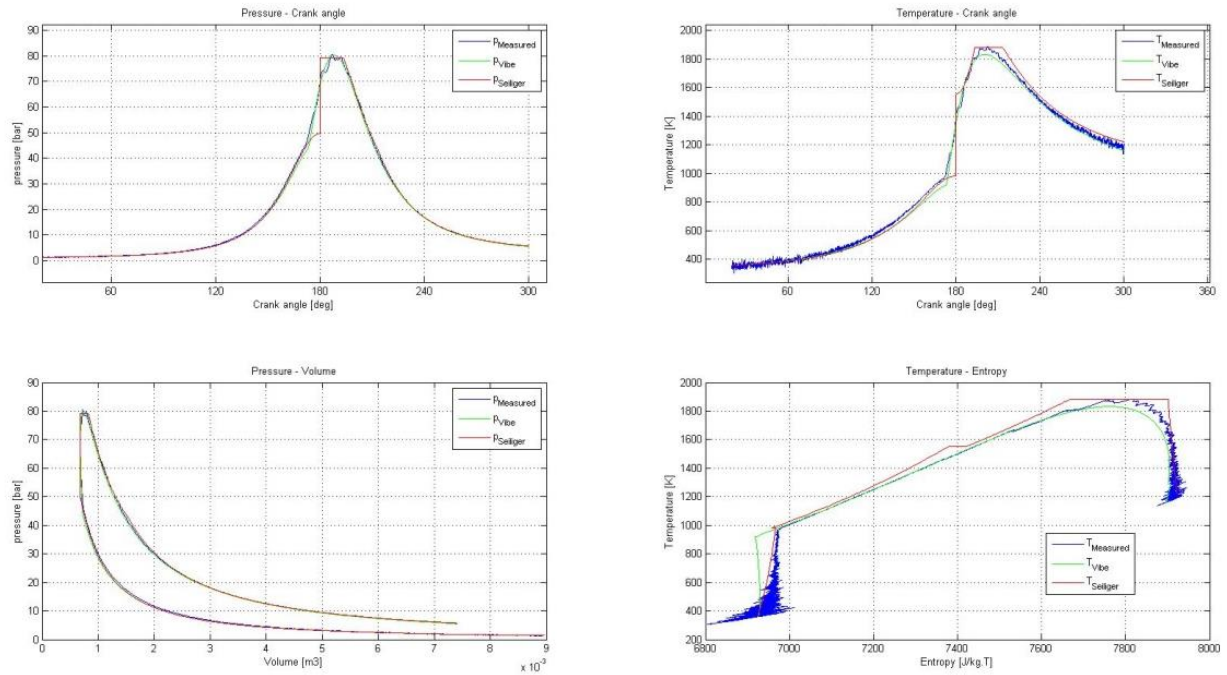 Pressure - Crank angle
90
80
70
60
50
40
30
20
10
0
pressure [bar]
60
120
180
240
300
Crank angle [deg]
pMeasured
pVibe
pSeiliger
Temperature - Crank angle
2000
1800
1600
1400
1200
1000
800
600
400
Temperature [K]
60
120
180
240
300
360
Crank angle [deg]
TMeasured
TVibe
TSeiliger
Pressure - Volume
90
80
70
60
50
40
30
20
10
0
pressure [bar]
0
1
2
3
4
5
6
7
8
9
x 10-3
Volume [m3]
pMeasured
pVibe
pSeiliger
Temperature - Entropy
2000
1800
1600
1400
1200
1000
800
600
400
200
Temperature [K]
6800
7000
7200
7400
7600
7800
8000
Entropy [J/kg.T]
TMeasured
TVibe
TSeiliger